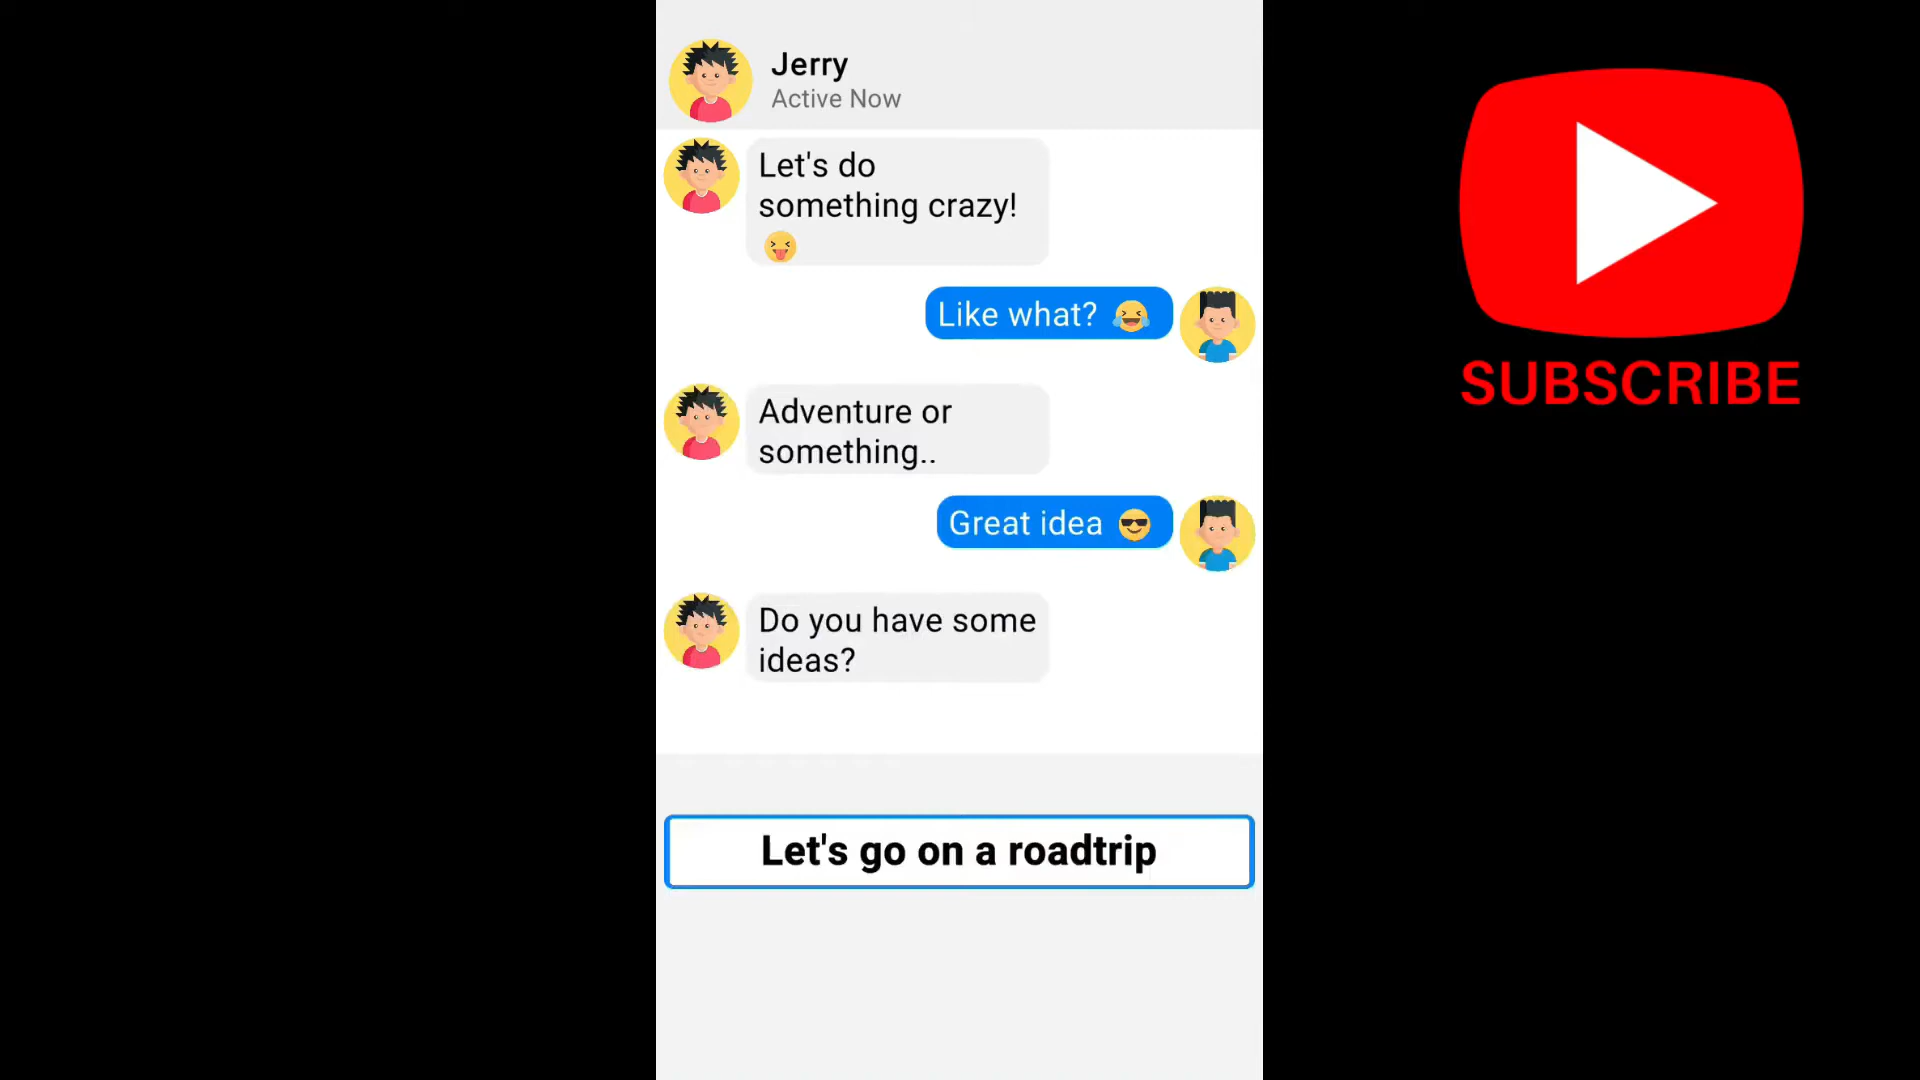 Jerry
Active Now
Let's do
something crazy!
😝
Like what? 😂
Adventure or
something..
Great idea 😎
Do you have some
ideas?
Let's go on a roadtrip
SUBSCRIBE